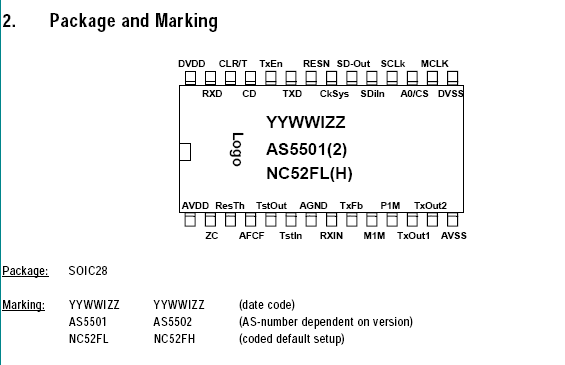 2. Package and Marking
DVDD CLR/T TxEn RESN SD-Out SCLk MCLK
RXD CD TXD CkSys SDiIn A0/CS DVSS
YYWWIZZ
Logo
AS5501(2)
NC52FL(H)
AVDD ResTh TstOut AGND TxFb P1M TxOut2
ZC AFCF TstIn RXIN M1M TxOut1 AVSS
Package: SOIC28
Marking: YYWWIZZ YYWWIZZ (date code)
AS5501 AS5502 (AS-number dependent on version)
NC52FL NC52FH (coded default setup)